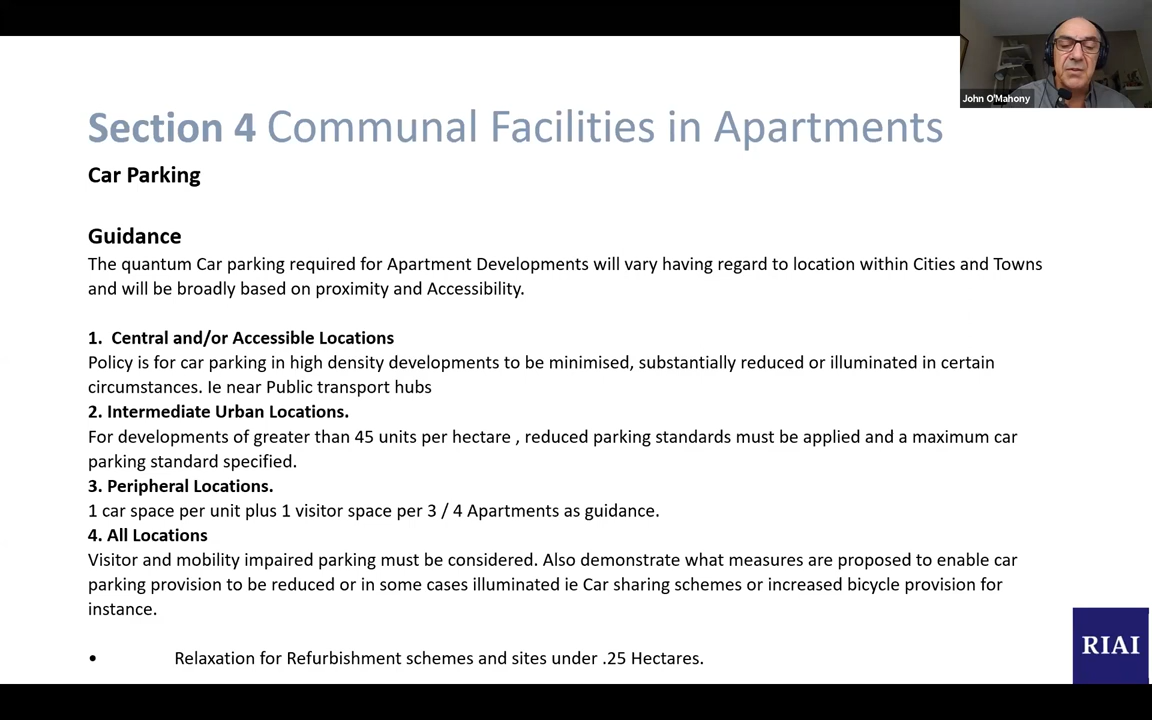 John O'Mahony
Section 4 Communal Facilities in Apartments
Car Parking
Guidance
The quantum Car parking required for Apartment Developments will vary having regard to location within Cities and Towns
and will be broadly based on proximity and Accessibility.
1. Central and/or Accessible Locations
Policy is for car parking in high density developments to be minimised, substantially reduced or illuminated in certain
circumstances. Ie near Public transport hubs
2. Intermediate Urban Locations.
For developments of greater than 45 units per hectare , reduced parking standards must be applied and a maximum car
parking standard specified.
3. Peripheral Locations.
1 car space per unit plus 1 visitor space per 3 / 4 Apartments as guidance.
4. All Locations
Visitor and mobility impaired parking must be considered. Also demonstrate what measures are proposed to enable car
parking provision to be reduced or in some cases illuminated ie Car sharing schemes or increased bicycle provision for
instance.
• Relaxation for Refurbishment schemes and sites under .25 Hectares.
RIAI